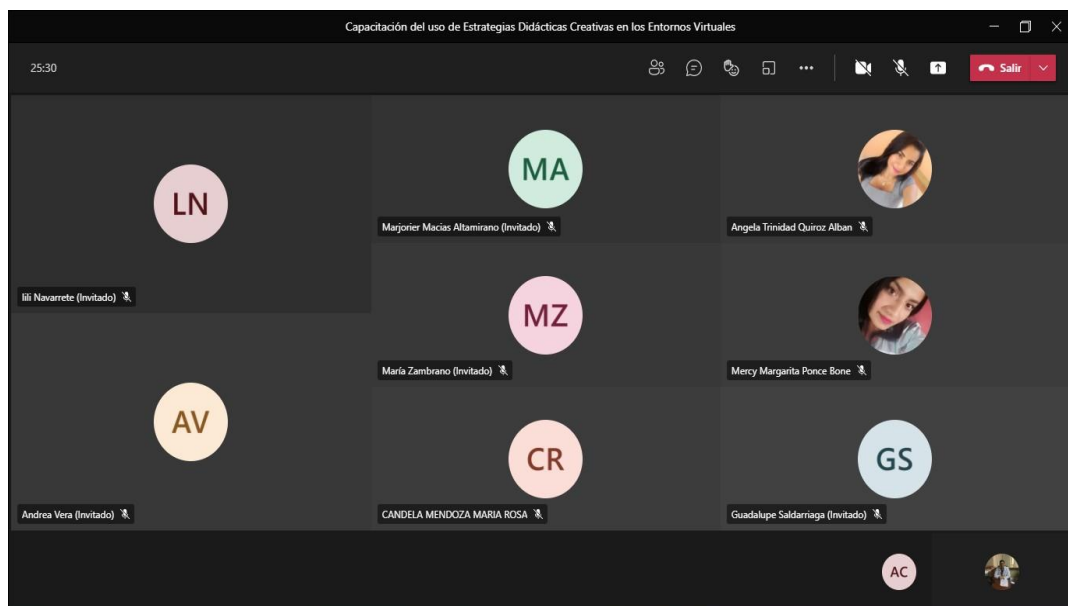 Capacitación del uso de Estrategias Didácticas Creativas en los Entornos Virtuales
25:30
Salir
LN
lili Navarrete (Invitado)
MA
Marjorier Macias Altamirano (Invitado)
Angela Trinidad Quiroz Alban
MZ
María Zambrano (Invitado)
Mercy Margarita Ponce Bone
AV
Andrea Vera (Invitado)
CR
CANDELA MENDOZA MARIA ROSA
GS
Guadalupe Saldarriaga (Invitado)
AC